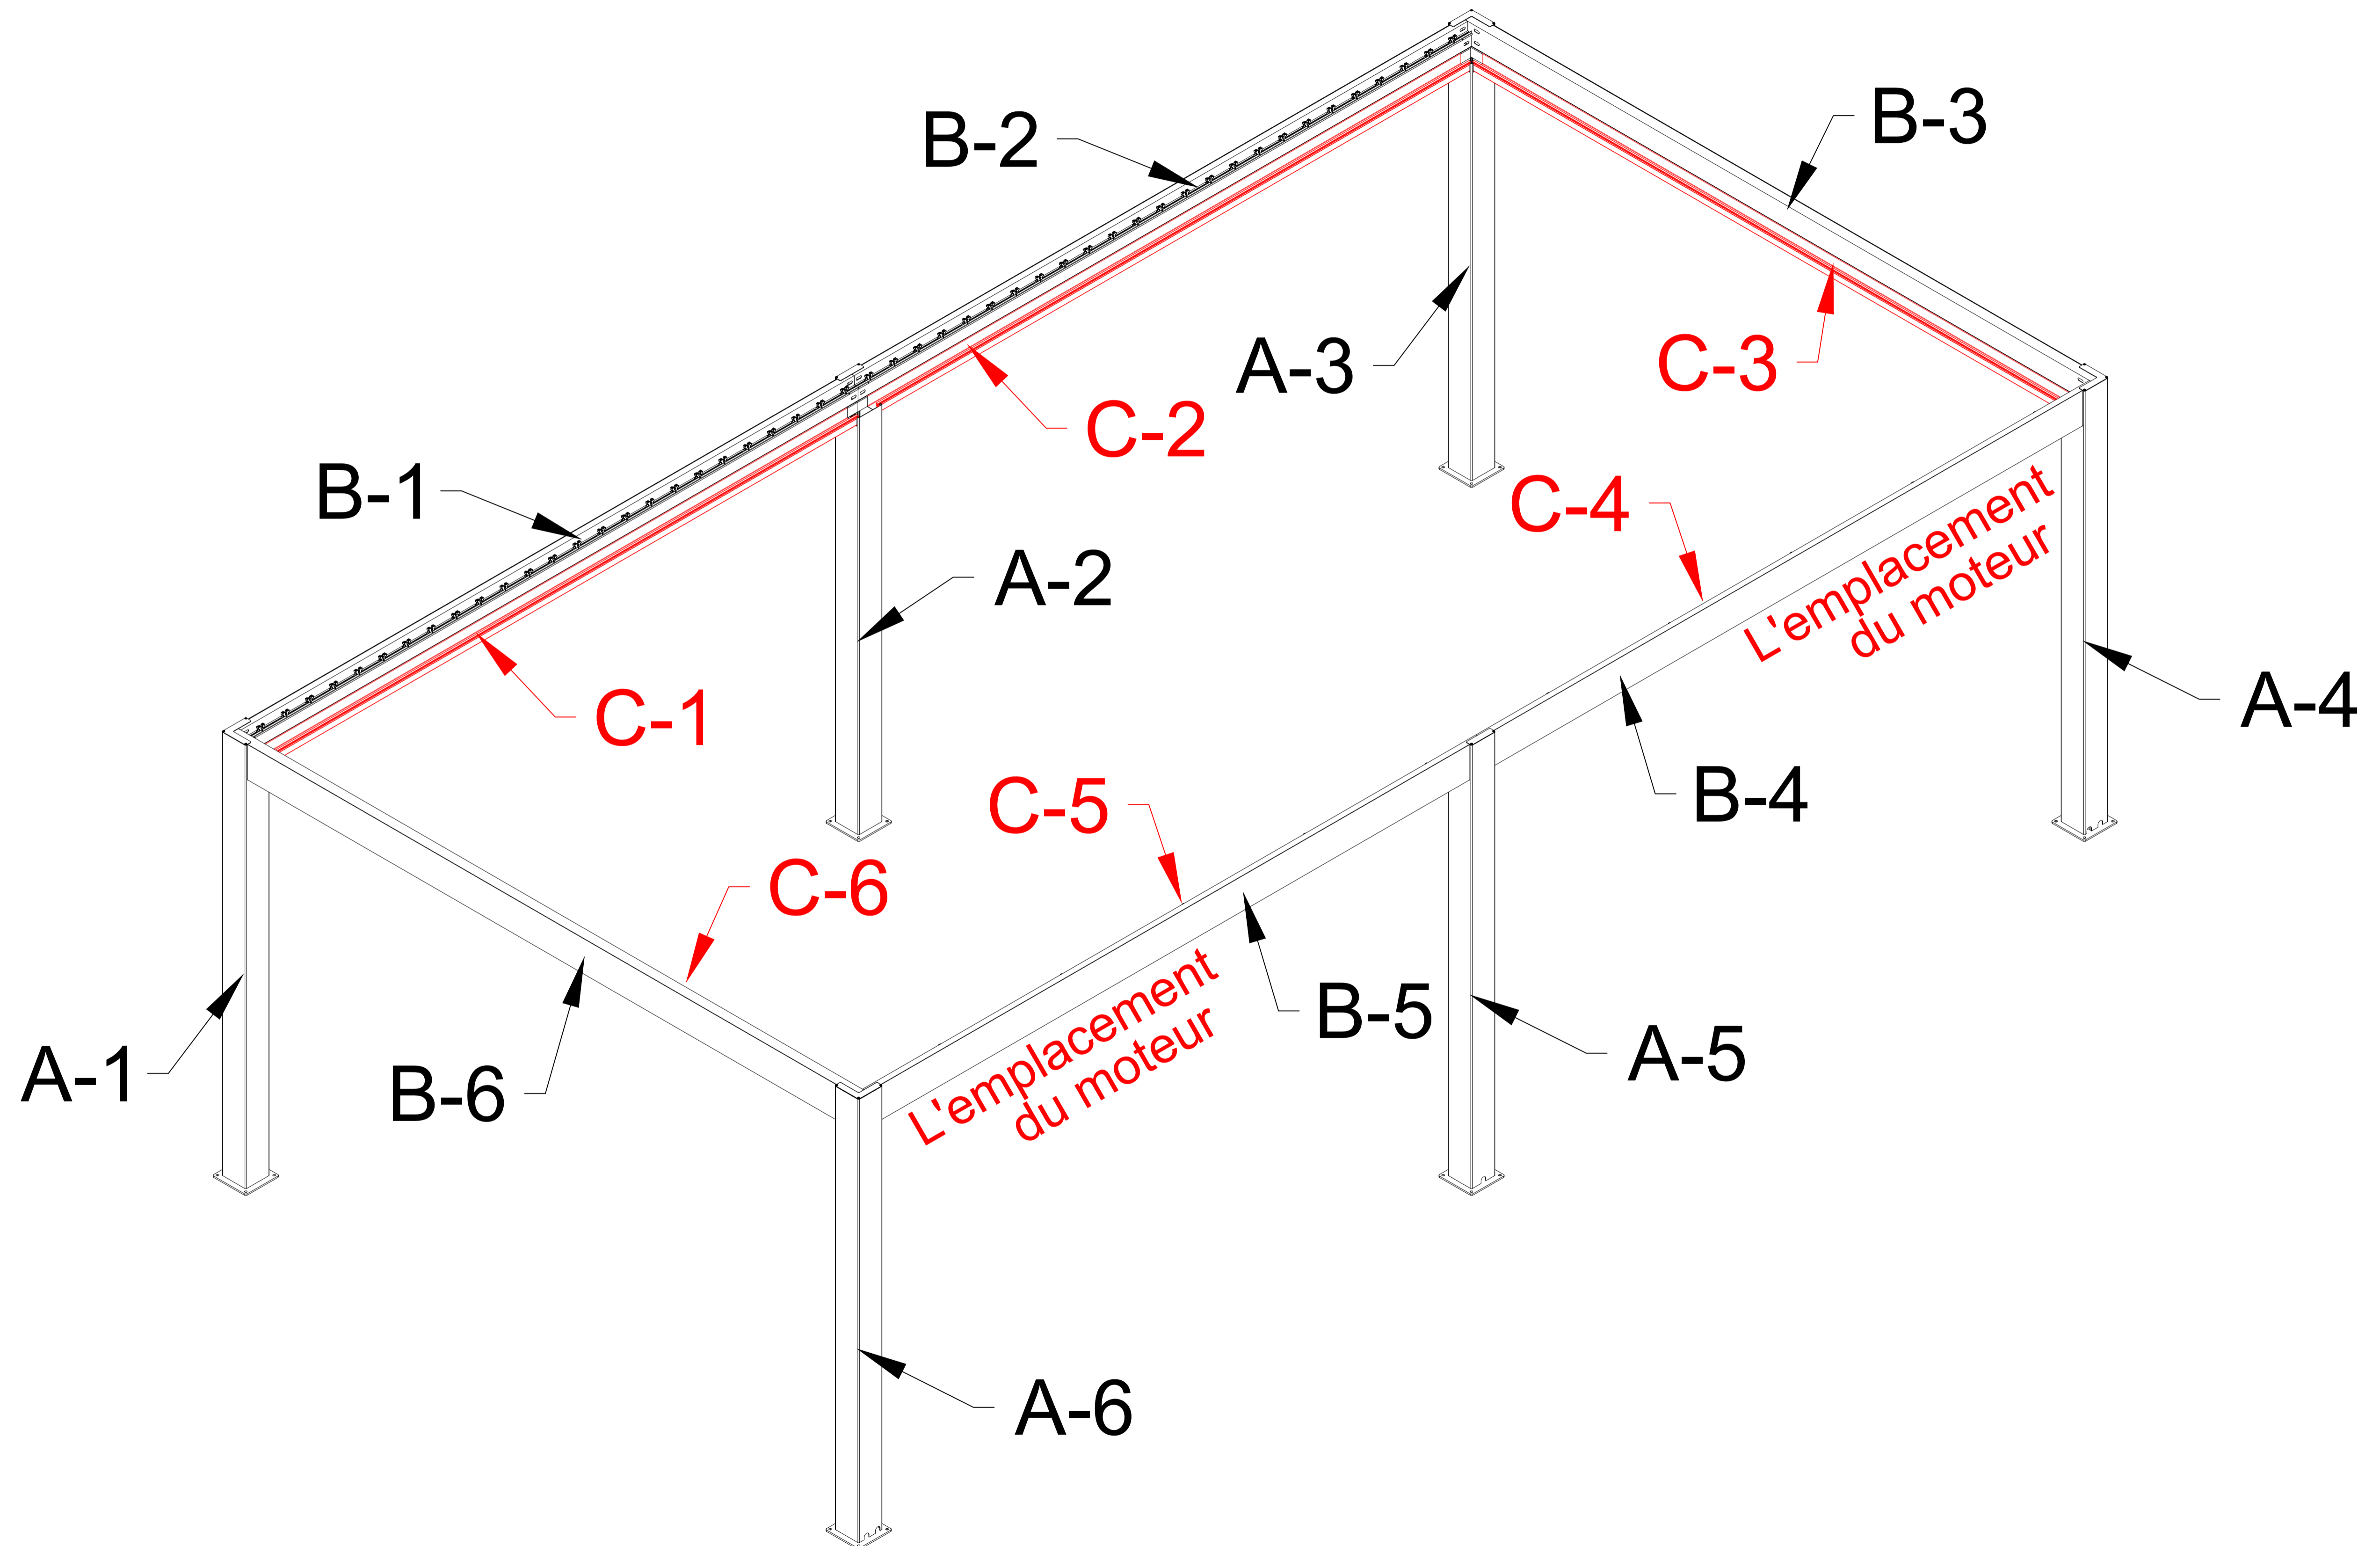 B-3
B-2
A-3
C-3
C-2
B-1
C-4
L'emplacement
du moteur
A-2
A-4
C-1
B-4
C-5
C-6
L'emplacement
du moteur
B-5
A-5
A-1
B-6
A-6